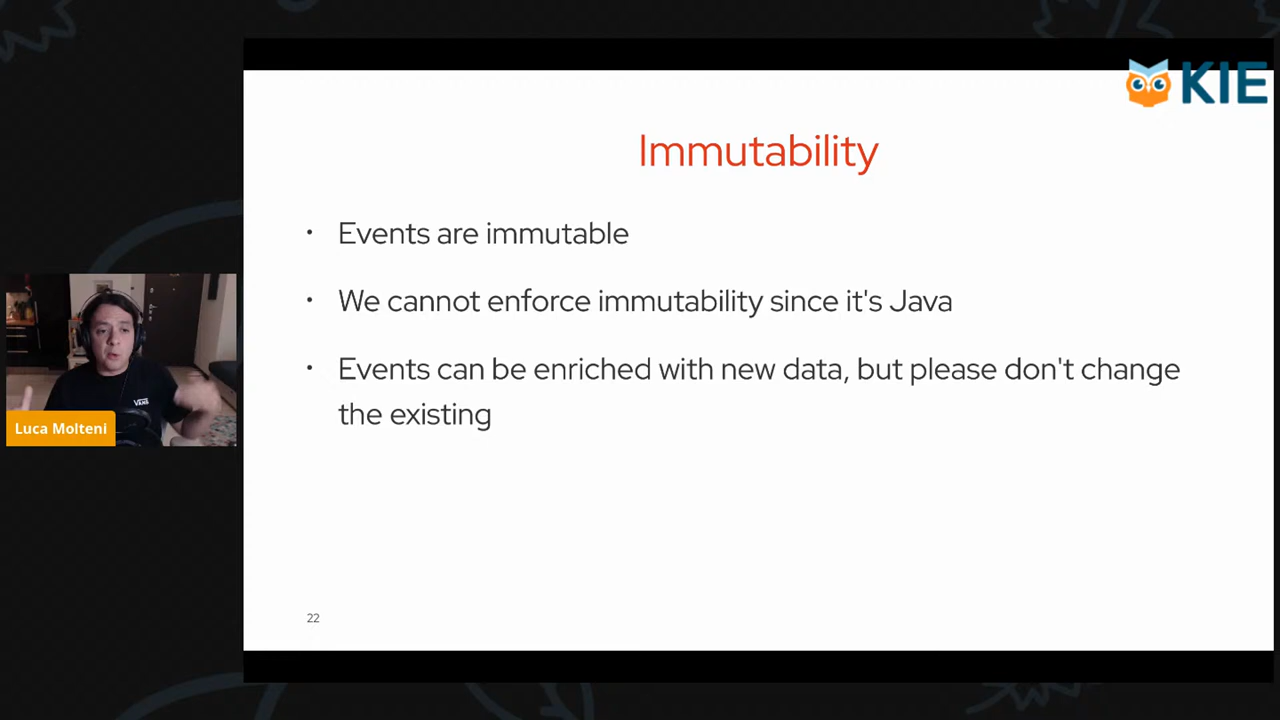 KIE
Immutability
• Events are immutable
• We cannot enforce immutability since it's Java
• Events can be enriched with new data, but please don't change
the existing
VANS
Luca Molteni
22